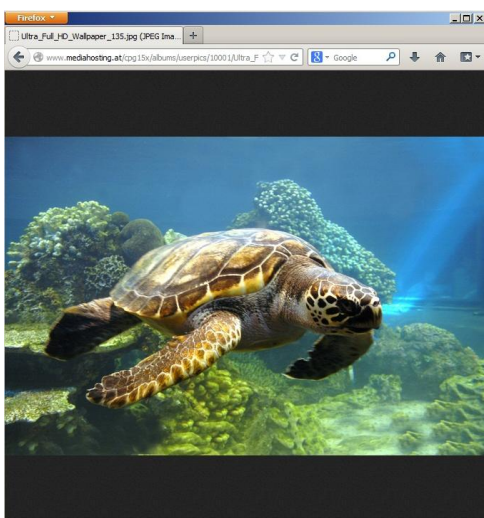 Firefox
Ultra_Full_HD_Wallpaper_135.jpg (JPEG Ima...
www.mediahosting.at/cpg15x/albums/userpics/10001/Ultra_F
Google